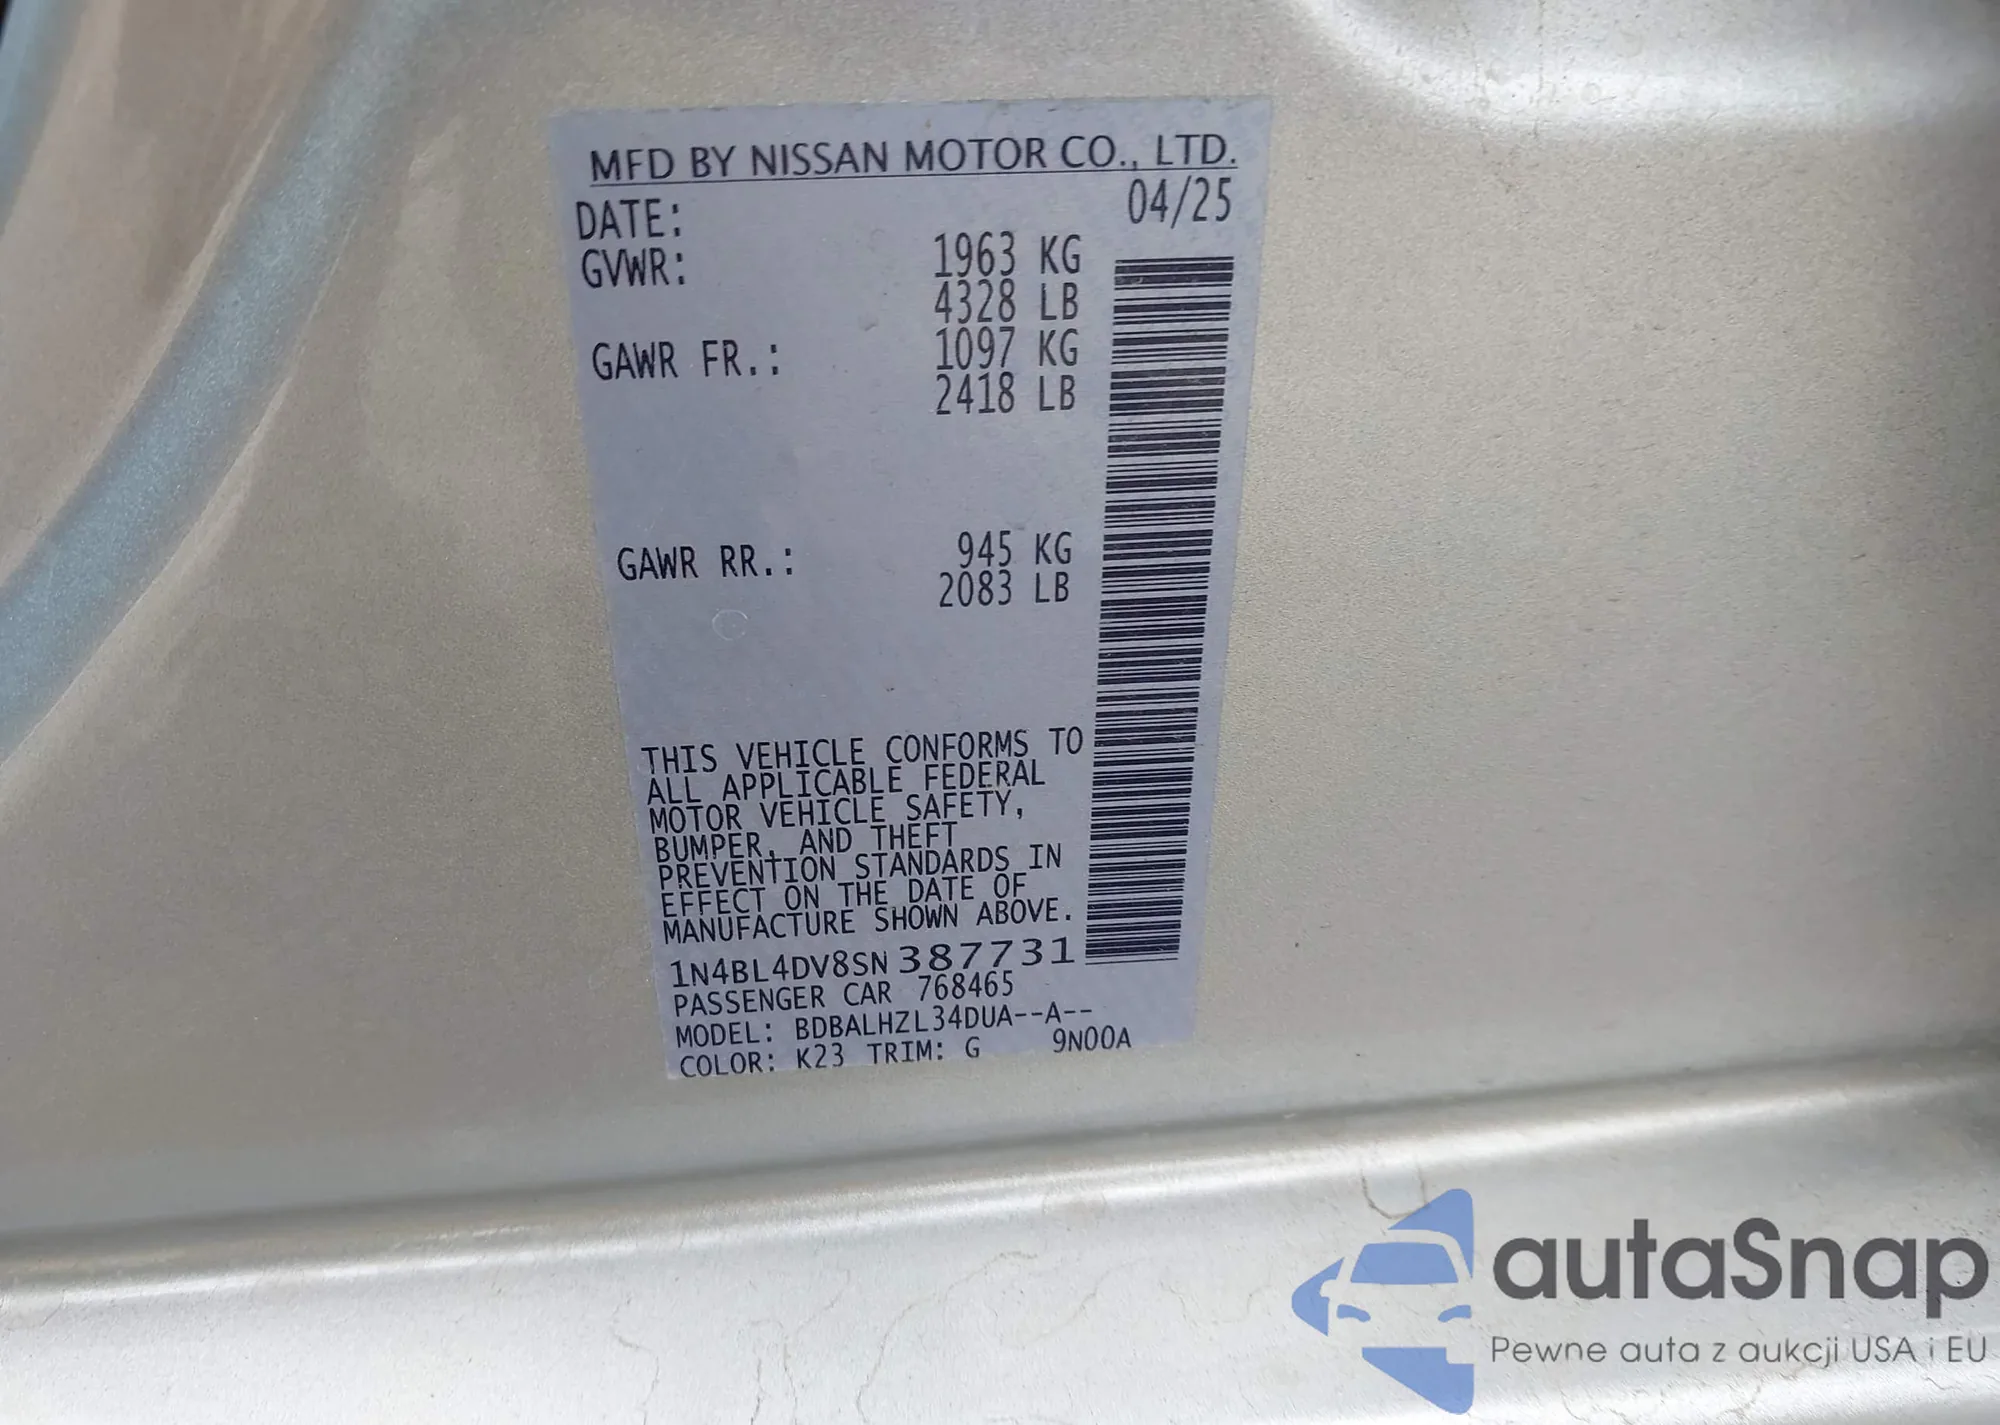 MFD BY NISSAN MOTOR CO., LTD.
DATE: 04/25
GVWR: 1963 KG
4328 LB
GAWR FR.: 1097 KG
2418 LB
GAWR RR.: 945 KG
2083 LB
THIS VEHICLE CONFORMS TO
ALL APPLICABLE FEDERAL
MOTOR VEHICLE SAFETY,
BUMPER, AND THEFT
PREVENTION STANDARDS IN
EFFECT ON THE DATE OF
MANUFACTURE SHOWN ABOVE.
1N4BL4DV8SN387731
PASSENGER CAR 768465
MODEL: BDBALHZL34DUA--A--
COLOR: K23 TRIM: G 9N00A
autaSnap
Pewne auta z aukcji USA i EU